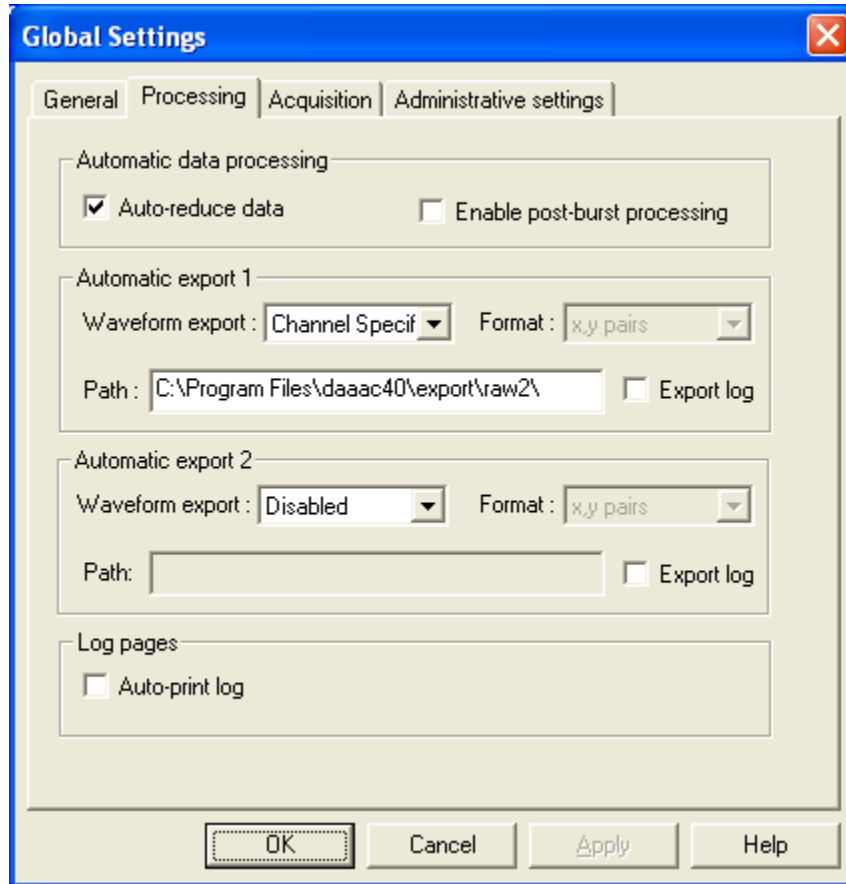 Global Settings
General Processing Acquisition Administrative settings
Automatic data processing
Auto-reduce data Enable post-burst processing
Automatic export 1
Waveform export : Channel Specif Format : x,y pairs
Path : C:\Program Files\daaac40\export\raw2\ Export log
Automatic export 2
Waveform export : Disabled Format : x,y pairs
Path: Export log
Log pages
Auto-print log
OK Cancel Apply Help